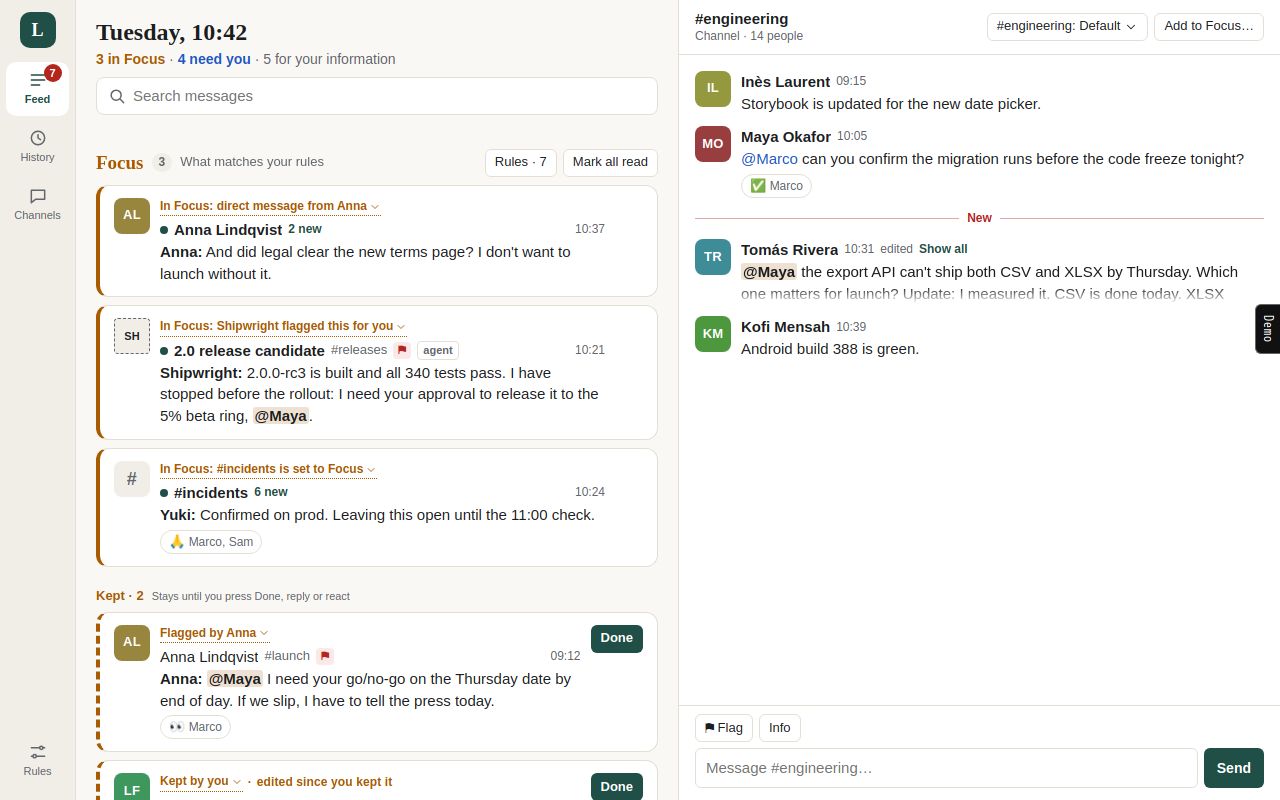 L
7
Feed
History
Channels
Rules
Tuesday, 10:42
3 in Focus · 4 need you · 5 for your information
Search messages
Focus 3 What matches your rules Rules · 7 Mark all read
AL
In Focus: direct message from Anna
Anna Lindqvist 2 new 10:37
Anna: And did legal clear the new terms page? I don't want to
launch without it.
SH
In Focus: Shipwright flagged this for you
2.0 release candidate #releases agent 10:21
Shipwright: 2.0.0-rc3 is built and all 340 tests pass. I have
stopped before the rollout: I need your approval to release it to the
5% beta ring, @Maya.
#
In Focus: #incidents is set to Focus
#incidents 6 new 10:24
Yuki: Confirmed on prod. Leaving this open until the 11:00 check.
🙏 Marco, Sam
Kept · 2 Stays until you press Done, reply or react
AL
Flagged by Anna Done
Anna Lindqvist #launch 09:12
Anna: @Maya I need your go/no-go on the Thursday date by
end of day. If we slip, I have to tell the press today.
👀 Marco
LF
Kept by you · edited since you kept it Done
#engineering
Channel · 14 people
#engineering: Default Add to Focus…
IL
Inès Laurent 09:15
Storybook is updated for the new date picker.
MO
Maya Okafor 10:05
@Marco can you confirm the migration runs before the code freeze tonight?
✅ Marco
New
TR
Tomás Rivera 10:31 edited Show all
@Maya the export API can't ship both CSV and XLSX by Thursday. Which
one matters for launch? Update: I measured it. CSV is done today. XLSX
KM
Kofi Mensah 10:39
Android build 388 is green.
Demo
Flag Info
Message #engineering… Send